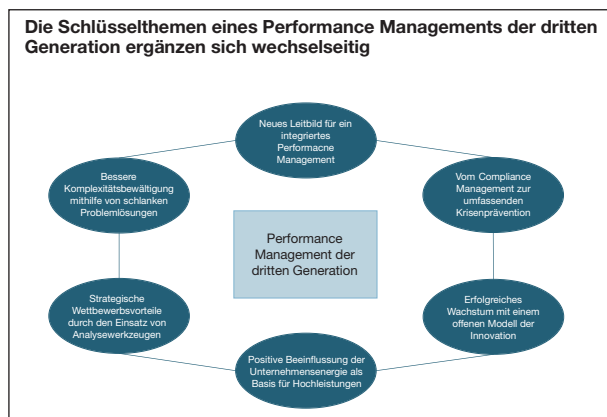 Die Schlüsselthemen eines Performance Managements der dritten
Generation ergänzen sich wechselseitig
Neues Leitbild für ein
integriertes
Performacne
Management
Bessere
Komplexitätsbewältigung
mithilfe von schlanken
Problemlösungen
Vom Compliance
Management zur
umfassenden
Krisenprävention
Performance
Management der
dritten Generation
Strategische
Wettbewerbsvorteile
durch den Einsatz von
Analysewerkzeugen
Erfolgreiches
Wachstum mit einem
offenen Modell der
Innovation
Positive Beeinflussung der
Unternehmensenergie als
Basis für Hochleistungen